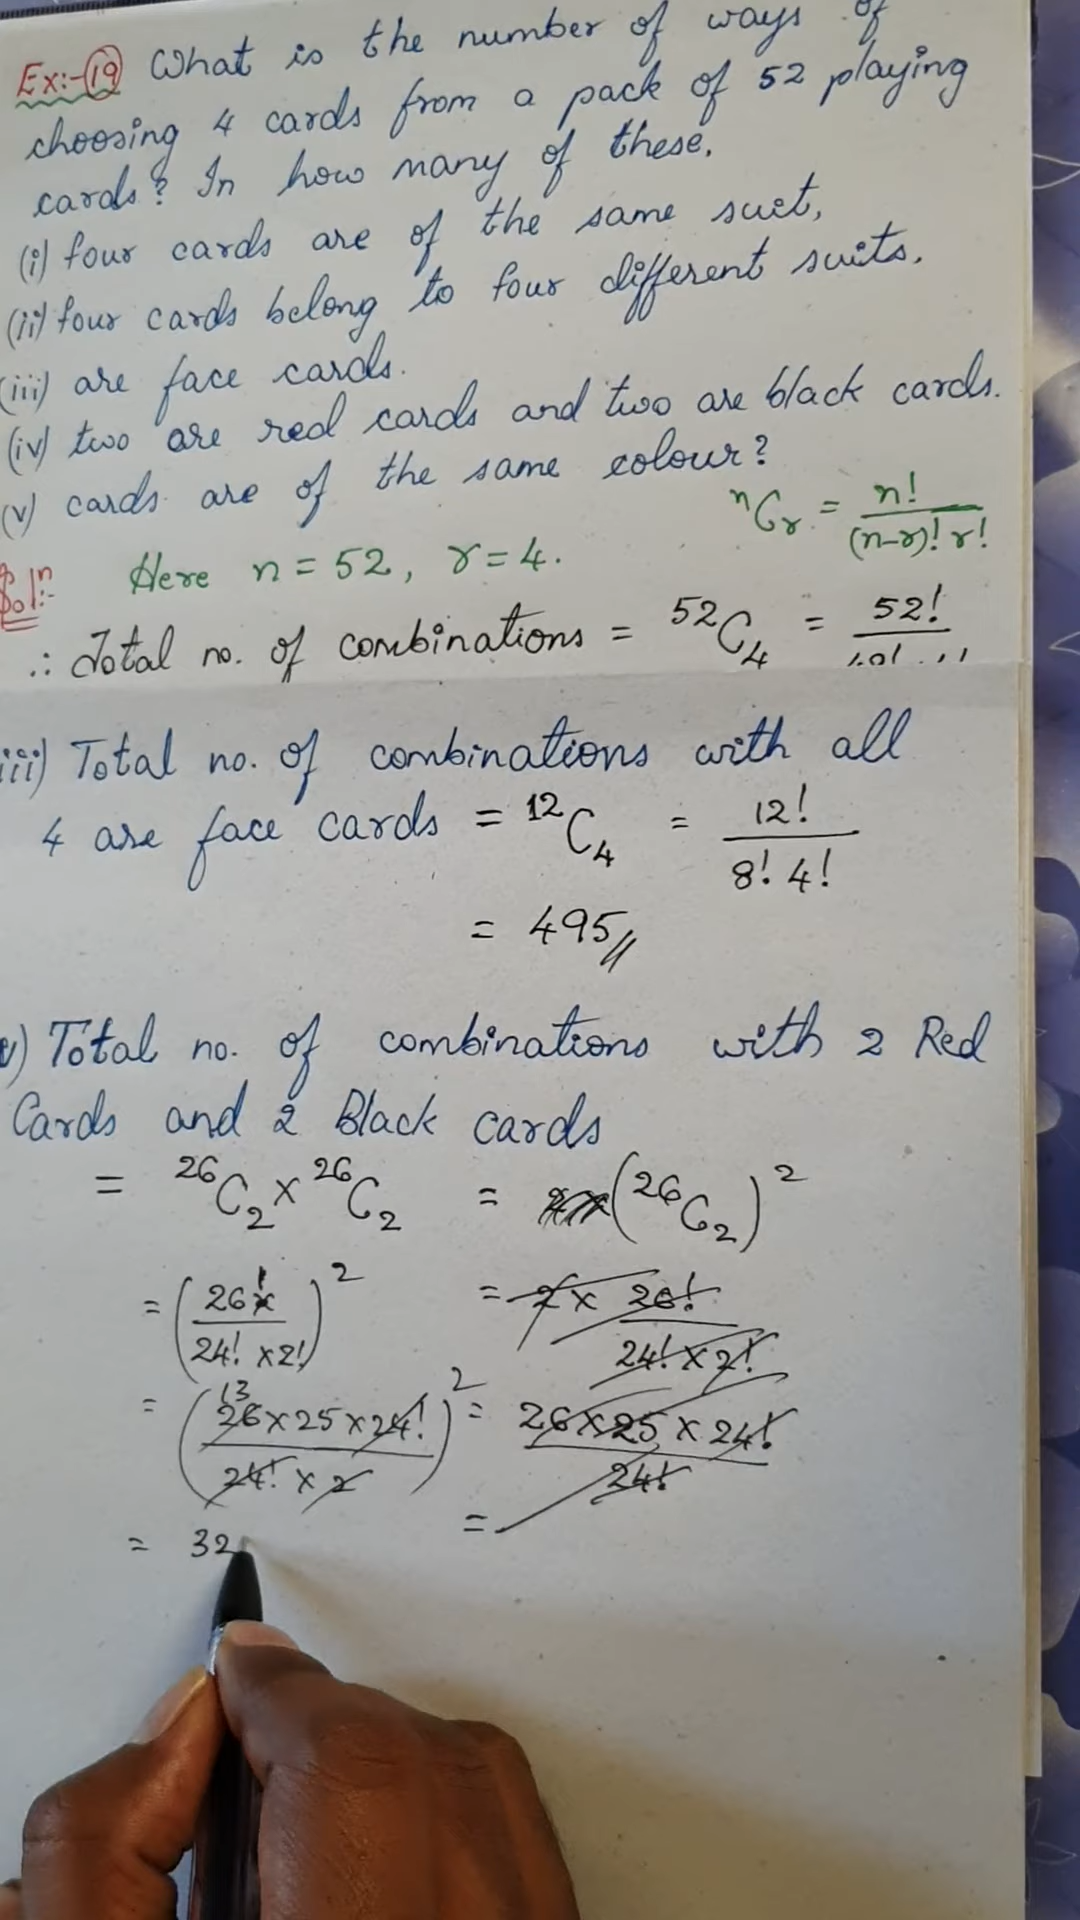 Ex:-(19) What is the number of ways of
choosing 4 cards from a pack of 52 playing
cards? In how many of these,
(i) four cards are of the same suit,
(ii) four cards belong to four different suits,
(iii) are face cards.
(iv) two are red cards and two are black cards.
(v) cards are of the same colour?
ⁿCᵣ = n!/(n-r)! r!
Solⁿ:- Here n = 52, r = 4.
∴ Total no. of combinations = ⁵²C₄ = 52!/
iii) Total no. of combinations with all
4 are face cards = ¹²C₄ = 12!/8! 4!
= 495//
v) Total no. of combinations with 2 Red
Cards and 2 Black cards
= ²⁶C₂ × ²⁶C₂ = (²⁶C₂)²
= (26!/24! ×2!)² = 2 × 26!/24! × 2!
= (26×25×24!/24! × 2)² = 26×25 × 24!/24!
13
= 32 =